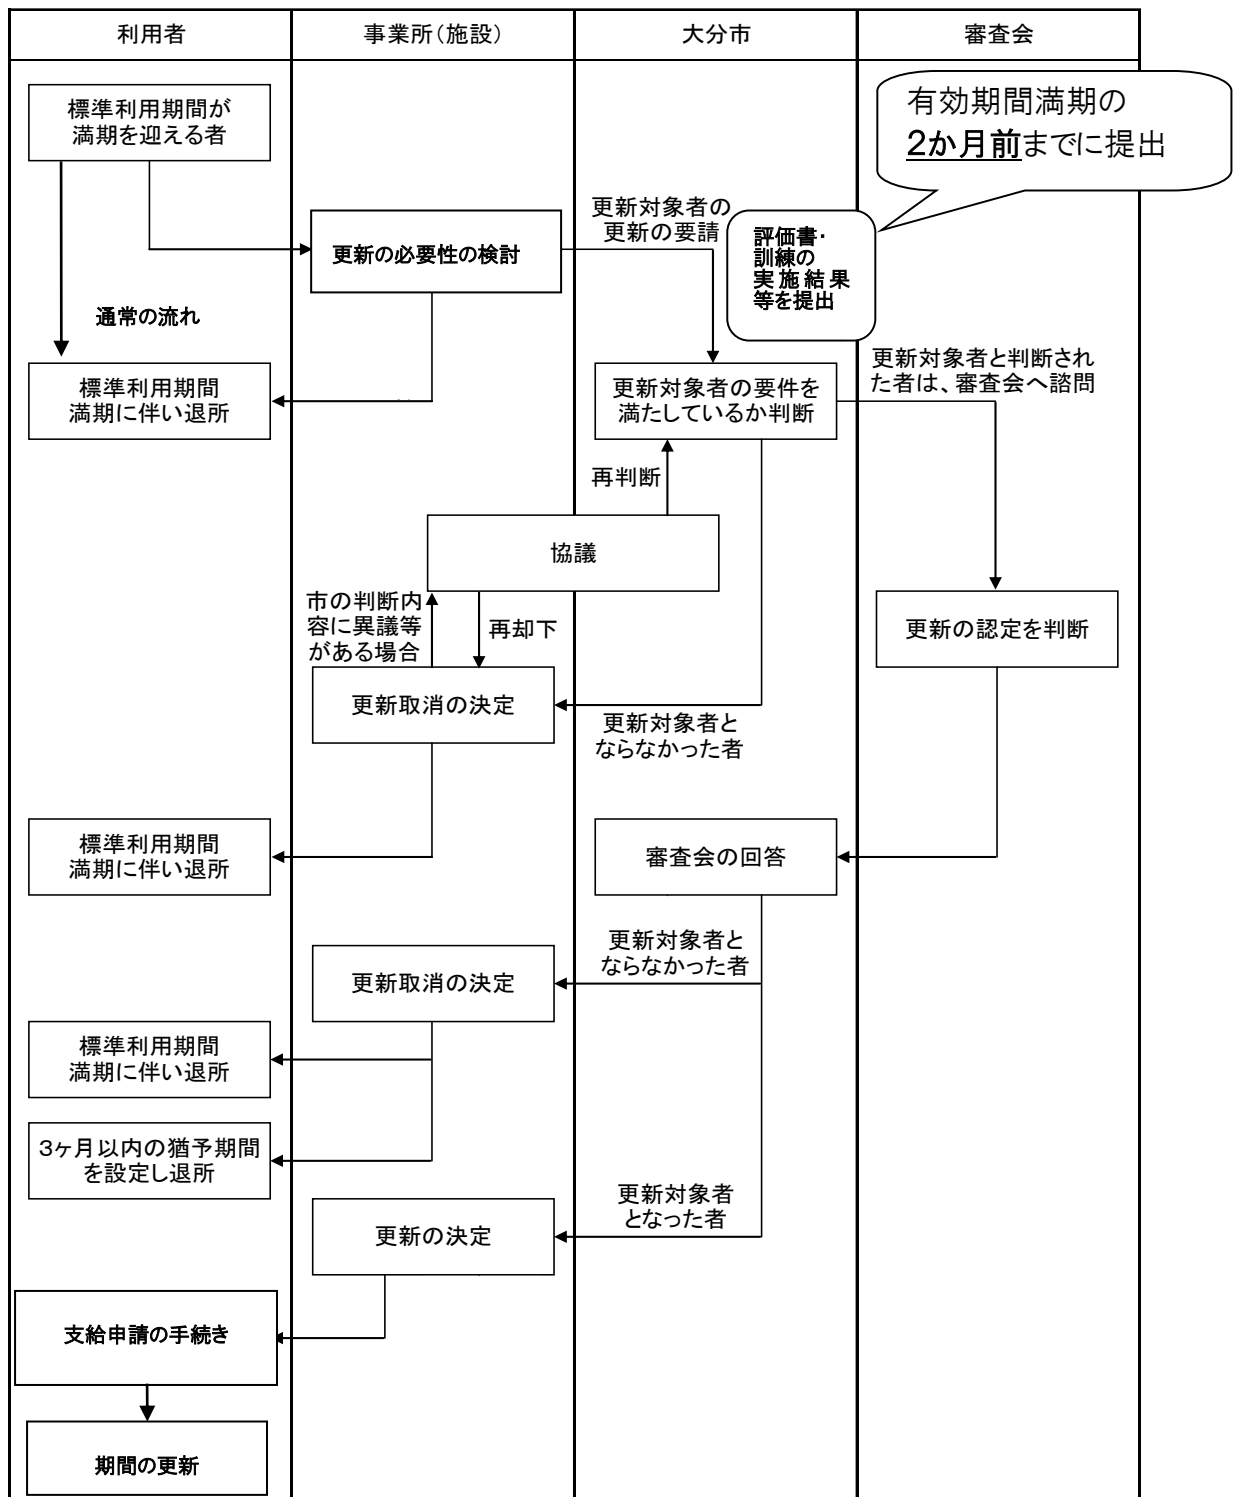 利用者
事業所（施設）
大分市
審査会
標準利用期間が
満期を迎える者
有効期間満期の
2か月前までに提出
更新対象者の
更新の要請
更新の必要性の検討
評価書・
訓練の
実施結果
等を提出
通常の流れ
標準利用期間
満期に伴い退所
更新対象者の要件を
満たしているか判断
更新対象者と判断され
た者は、審査会へ諮問
再判断
協議
市の判断内
容に異議等
がある場合
再却下
更新の認定を判断
更新取消の決定
更新対象者と
ならなかった者
標準利用期間
満期に伴い退所
審査会の回答
更新対象者と
ならなかった者
更新取消の決定
標準利用期間
満期に伴い退所
3ヶ月以内の猶予期間
を設定し退所
更新対象者
となった者
更新の決定
支給申請の手続き
期間の更新